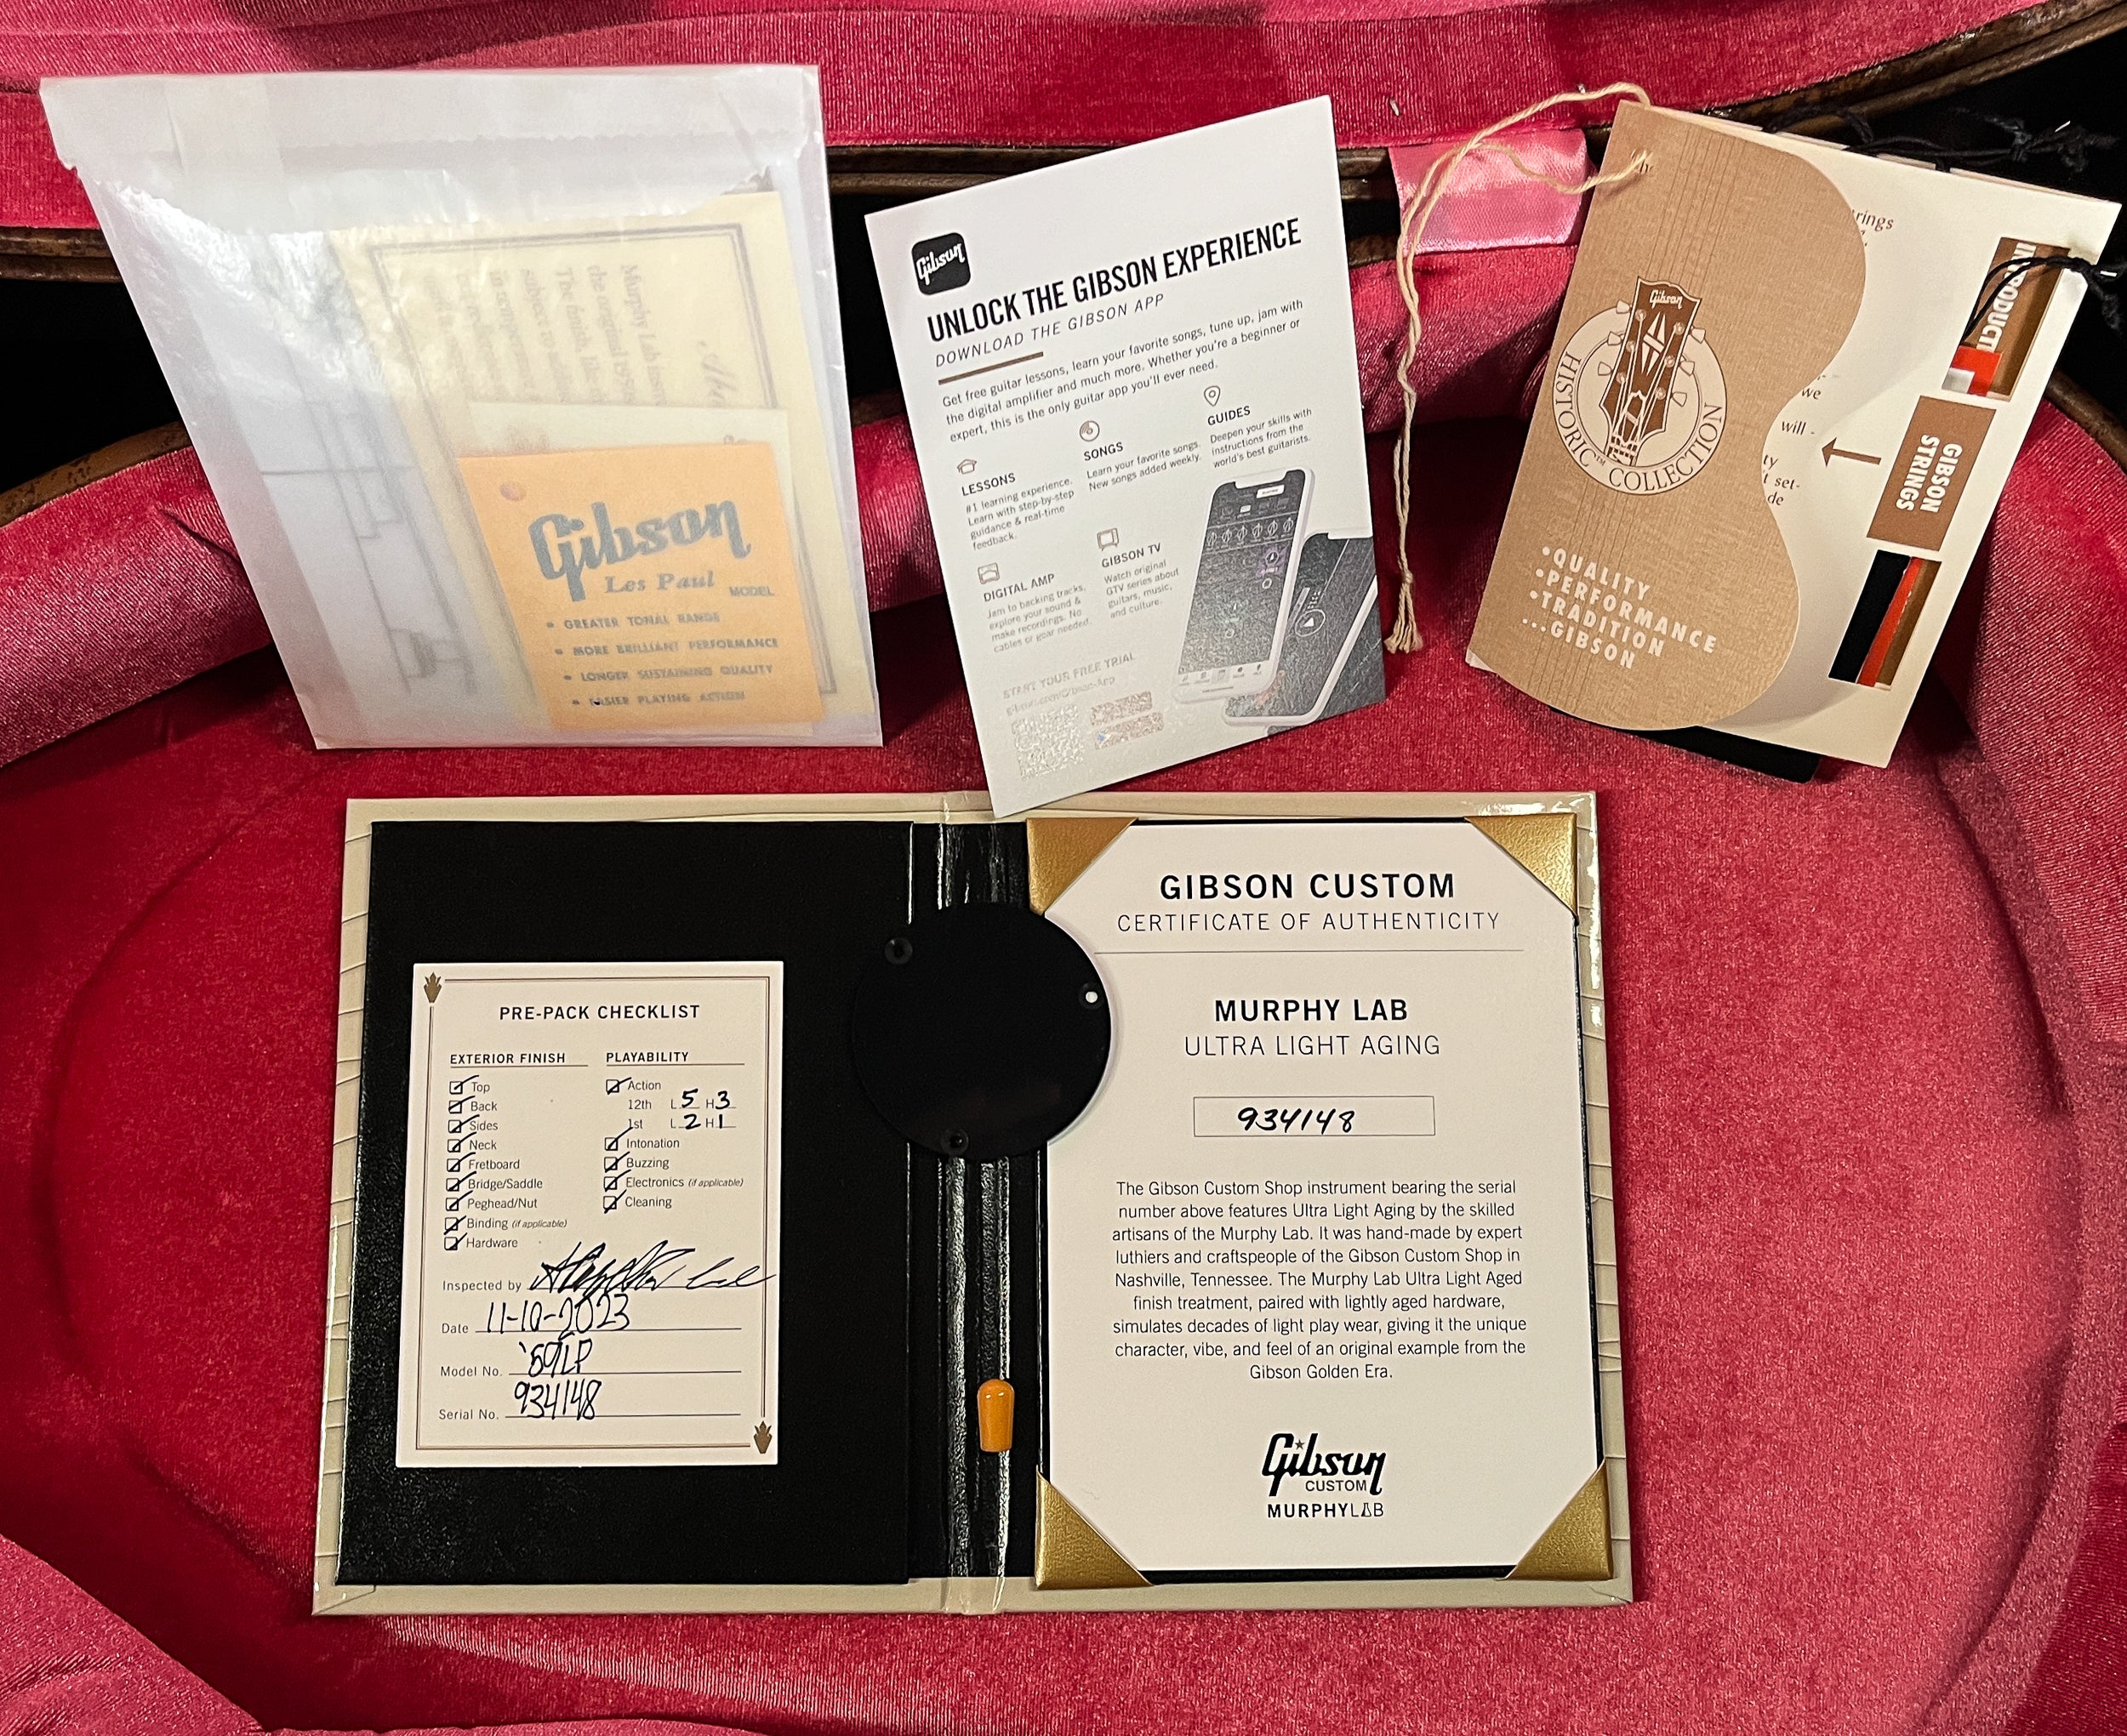 Murphy Lab
the original 1959
The finish, like the
Gibson
Les Paul MODEL
GREATER TONAL RANGE
MORE BRILLIANT PERFORMANCE
LONGER SUSTAINING QUALITY
EASIER PLAYING ACTION
Gibson
UNLOCK THE GIBSON EXPERIENCE
DOWNLOAD THE GIBSON APP
Get free guitar lessons, learn your favorite songs, tune up, jam with
the digital amplifier and much more. Whether you're a beginner or
expert, this is the only guitar app you'll ever need.
LESSONS
#1 learning experience.
Learn with step-by-step
guidance & real-time
feedback.
SONGS
Learn your favorite songs.
New songs added weekly.
GUIDES
Deepen your skills with
instructions from the
world's best guitarists.
DIGITAL AMP
Jam to backing tracks,
explore your sound &
make recordings. No
cables or gear needed.
GIBSON TV
Watch original
GTV series about
guitars, music,
and culture.
START YOUR FREE TRIAL
Gibson
HISTORIC™ COLLECTION
•QUALITY
•PERFORMANCE
•TRADITION
...GIBSON
we
will -
GIBSON
STRINGS
PRE-PACK CHECKLIST
EXTERIOR FINISH
Top
Back
Sides
Neck
Fretboard
Bridge/Saddle
Peghead/Nut
Binding (if applicable)
Hardware
PLAYABILITY
Action
12th L 5 H 3
1st L 2 H 1
Intonation
Buzzing
Electronics (if applicable)
Cleaning
Inspected by
Date 11-10-2023
Model No. '59LP
Serial No. 934148
GIBSON CUSTOM
CERTIFICATE OF AUTHENTICITY
MURPHY LAB
ULTRA LIGHT AGING
934148
The Gibson Custom Shop instrument bearing the serial
number above features Ultra Light Aging by the skilled
artisans of the Murphy Lab. It was hand-made by expert
luthiers and craftspeople of the Gibson Custom Shop in
Nashville, Tennessee. The Murphy Lab Ultra Light Aged
finish treatment, paired with lightly aged hardware,
simulates decades of light play wear, giving it the unique
character, vibe, and feel of an original example from the
Gibson Golden Era.
Gibson
CUSTOM
MURPHYLAB